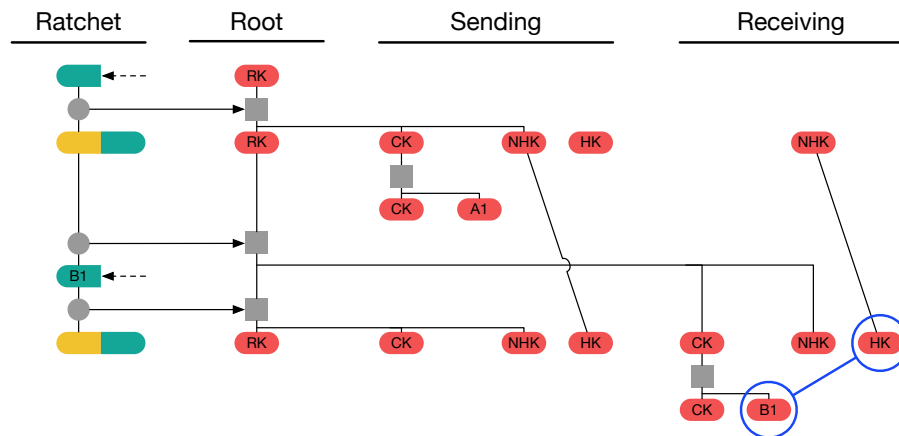 Ratchet Root Sending Receiving
RK
RK CK NHK HK NHK
CK A1
B1
RK CK NHK HK CK NHK HK
CK B1